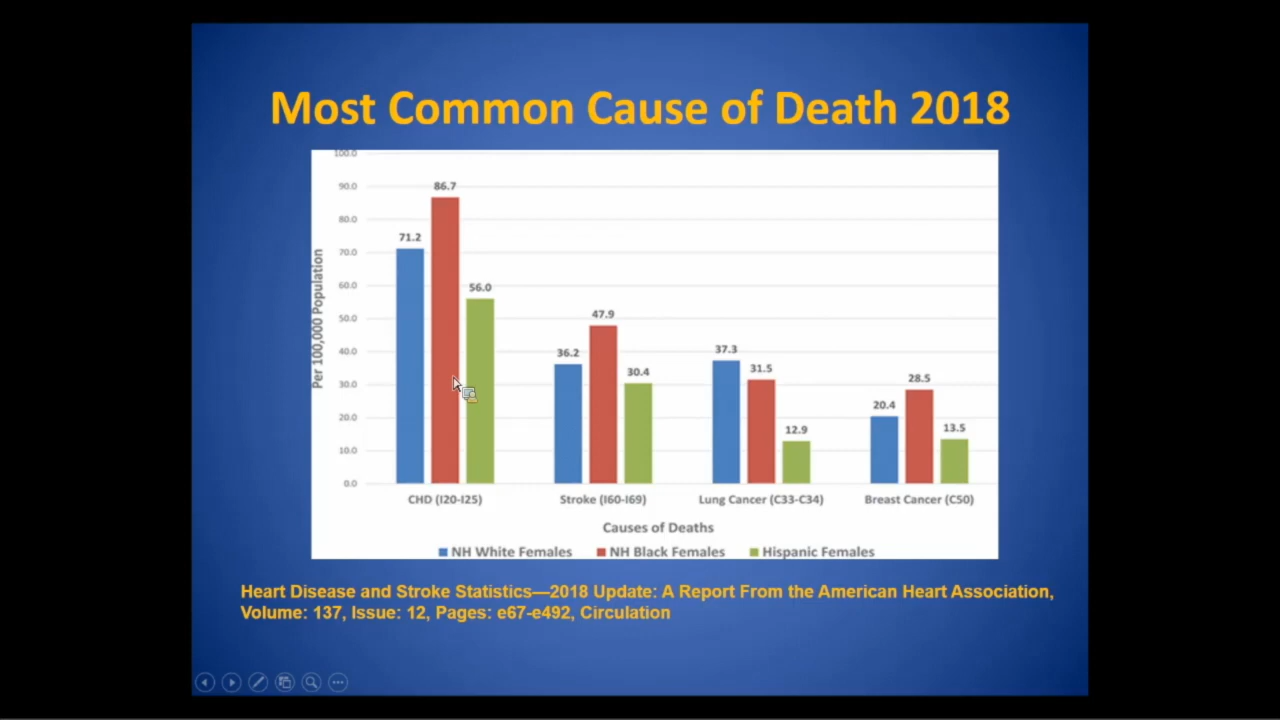 Most Common Cause of Death 2018
100.0
90.0
80.0
70.0
60.0
50.0
40.0
30.0
20.0
10.0
0.0
Per 100,000 Population
71.2
86.7
56.0
36.2
47.9
30.4
37.3
31.5
12.9
20.4
28.5
13.5
CHD (I20-I25)
Stroke (I60-I69)
Lung Cancer (C33-C34)
Breast Cancer (C50)
Causes of Deaths
NH White Females
NH Black Females
Hispanic Females
Heart Disease and Stroke Statistics—2018 Update: A Report From the American Heart Association,
Volume: 137, Issue: 12, Pages: e67-e492, Circulation